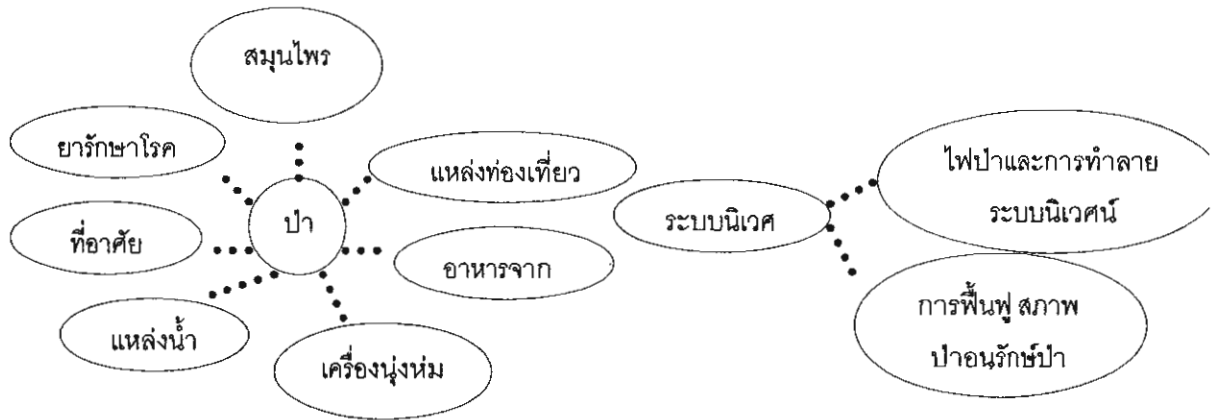 สมุนไพร
ยารักษาโรค
แหล่งท่องเที่ยว
ป่า
ที่อาศัย
อาหารจาก
แหล่งน้ำ
เครื่องนุ่งห่ม
ระบบนิเวศ
ไฟป่าและการทำลาย
ระบบนิเวศน์
การฟื้นฟู สภาพ
ป่าอนรักษ์ป่า